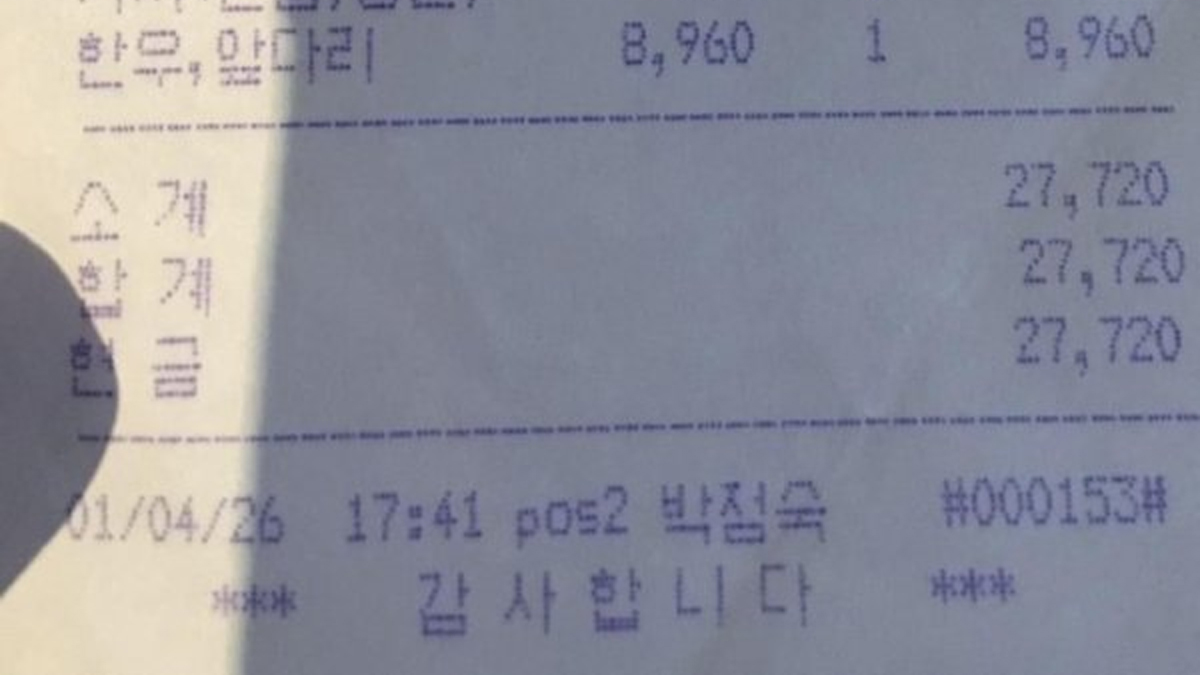 한우,앞다리 8,960 1 8,960
소 계 27,720
합 계 27,720
현 금 27,720
01/04/26 17:41 pos2 박점숙 #000153#
*** 감 사 합 니 다 ***